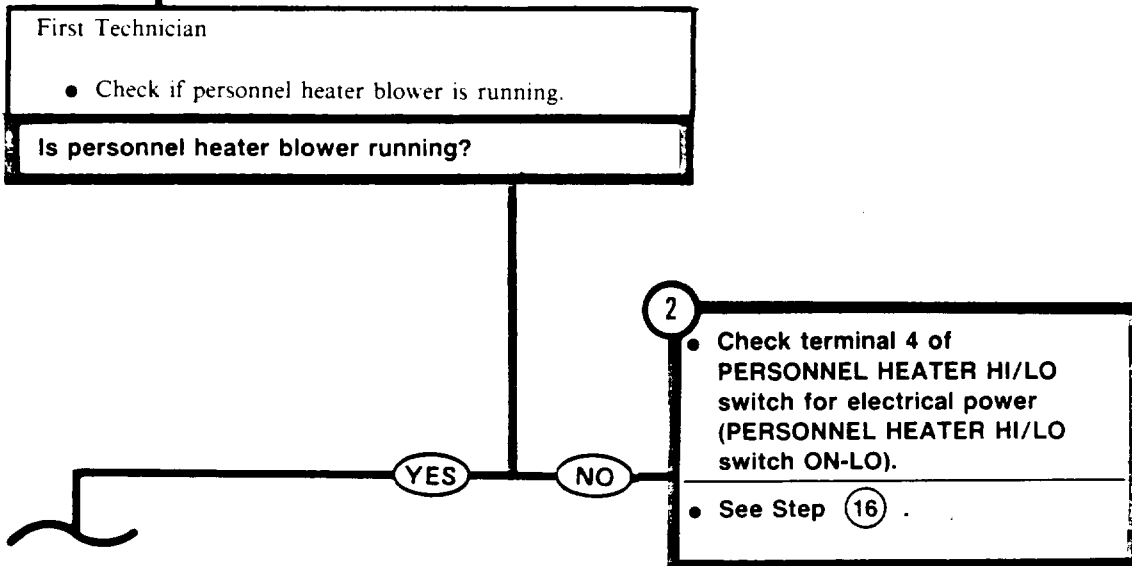 First Technician
● Check if personnel heater blower is running.
Is personnel heater blower running?
2
● Check terminal 4 of
PERSONNEL HEATER HI/LO
switch for electrical power
(PERSONNEL HEATER HI/LO
switch ON-LO).
YES
NO
● See Step 16 .